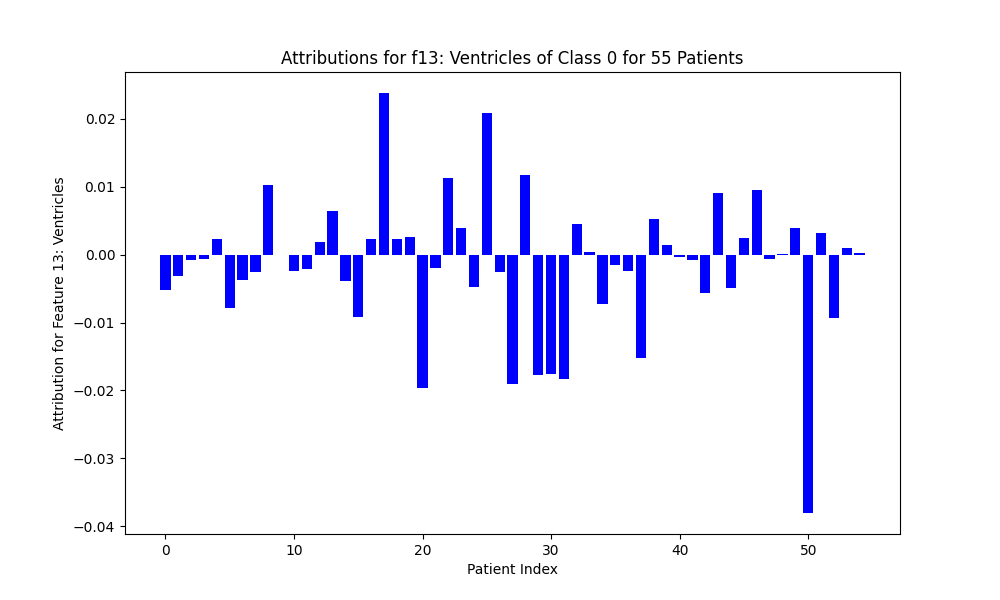 Attributions for f13: Ventricles of Class 0 for 55 Patients
Attribution for Feature 13: Ventricles
0.02
0.01
0.00
−0.01
−0.02
−0.03
−0.04
0 10 20 30 40 50
Patient Index